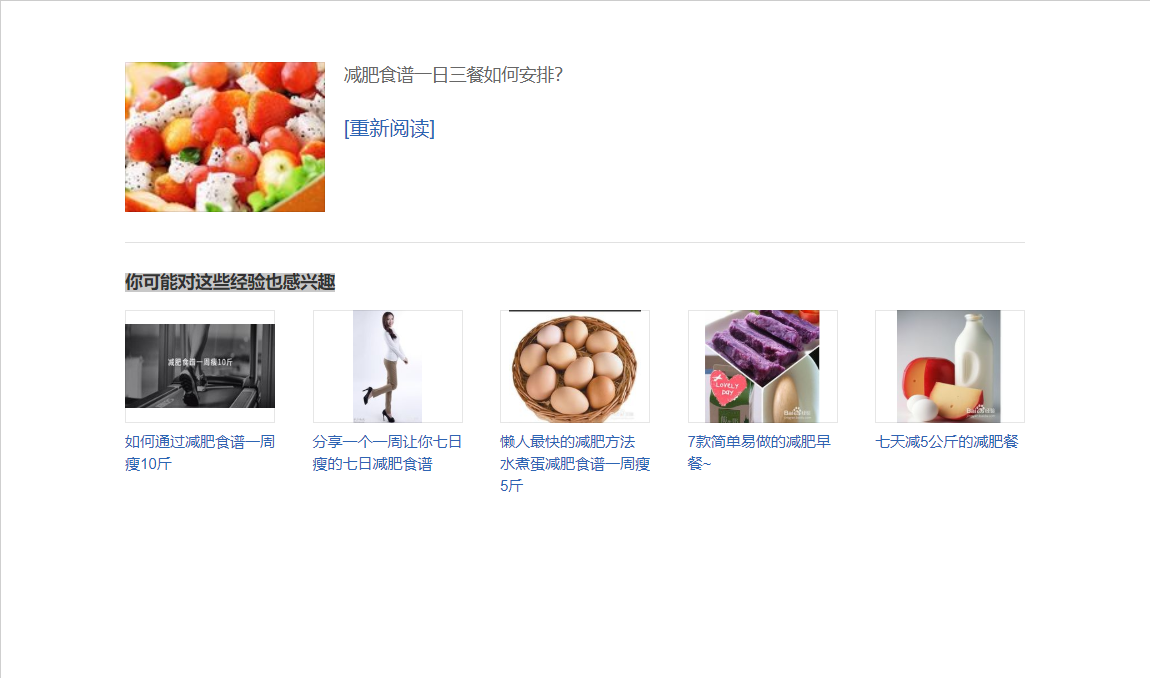 减肥食谱一日三餐如何安排?
[重新阅读]
你可能对这些经验也感兴趣
减肥食谱一周瘦10斤
LOVELY
DAY
Bai
Bai
如何通过减肥食谱一周
瘦10斤
分享一个一周让你七日
瘦的七日减肥食谱
懒人最快的减肥方法
水煮蛋减肥食谱一周瘦
5斤
7款简单易做的减肥早
餐~
七天减5公斤的减肥餐